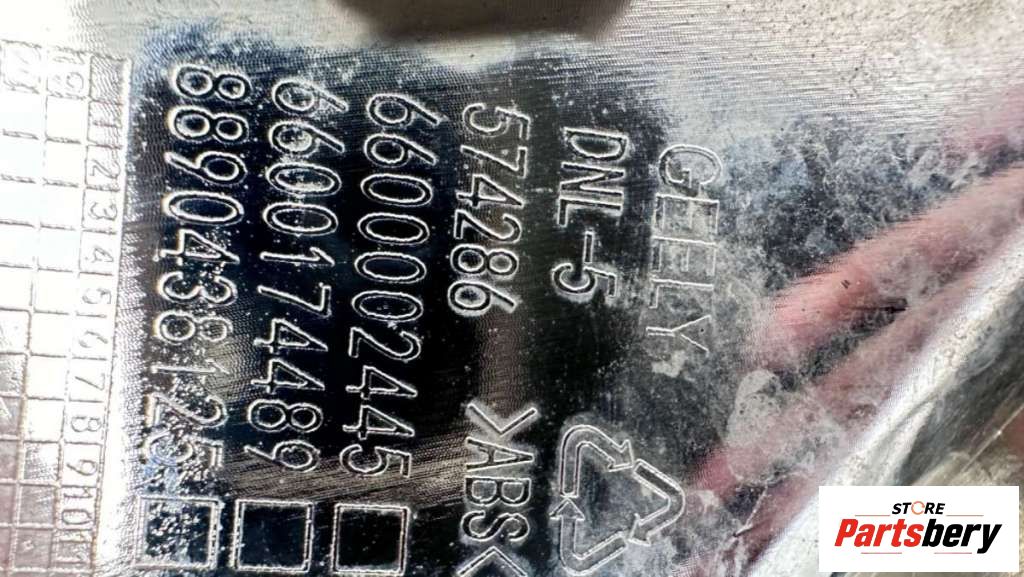 GEELY
DNL-5
574286 >ABS<
6600002445
6600174489
8890438125
1 2 3 4 5 6 7 8 9 10
19
STORE
Partsbery